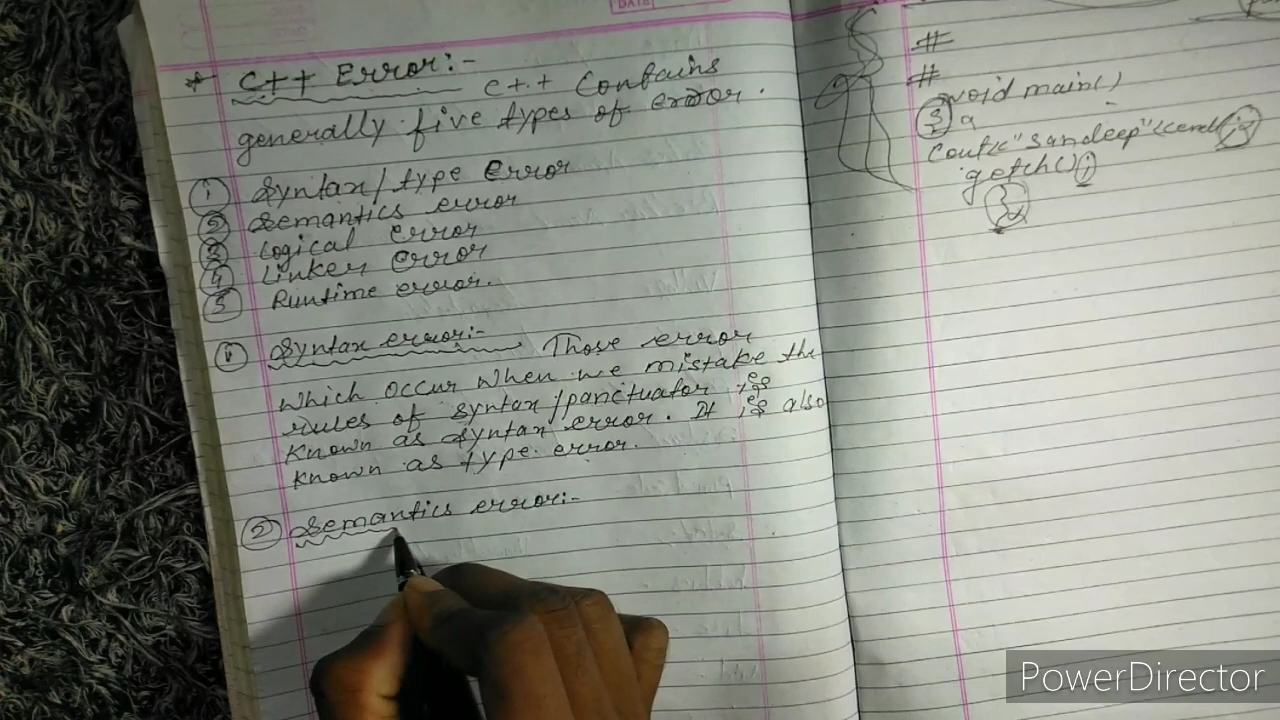 DATE
* C++ Error:- C++ Contains
generally five types of error.
① Syntax/type Error
② Semantics error
③ Logical error
④ Linker error
⑤ Runtime error.
① Syntax error:- Those error
which occur when we mistake the
rules of syntax/panctuator is
known as syntax error. It is also
known as type error.
② Semantics error:-
#
#
void main()
{ a
Cout<<"Sandeep"<<endl;
getch();
}
PowerDirector